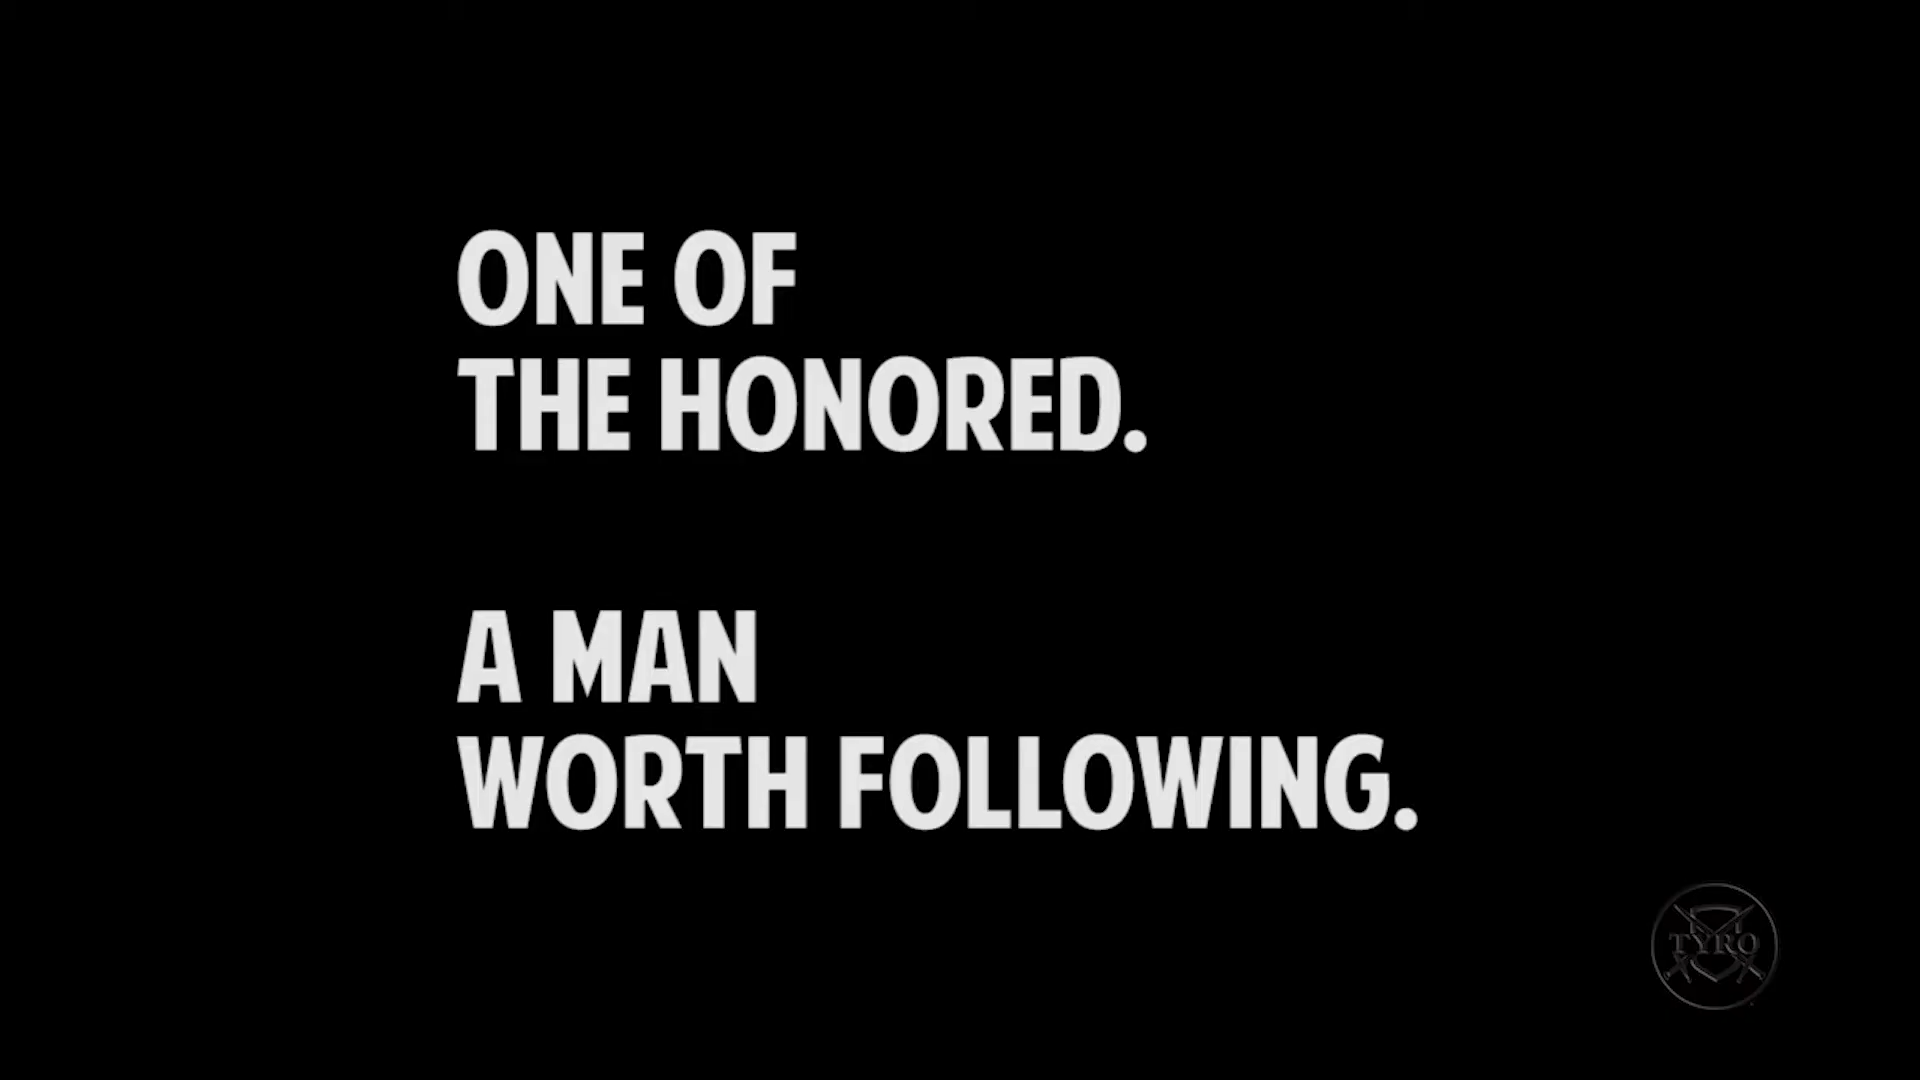 ONE OF
THE HONORED.
A MAN
WORTH FOLLOWING.
TYRO